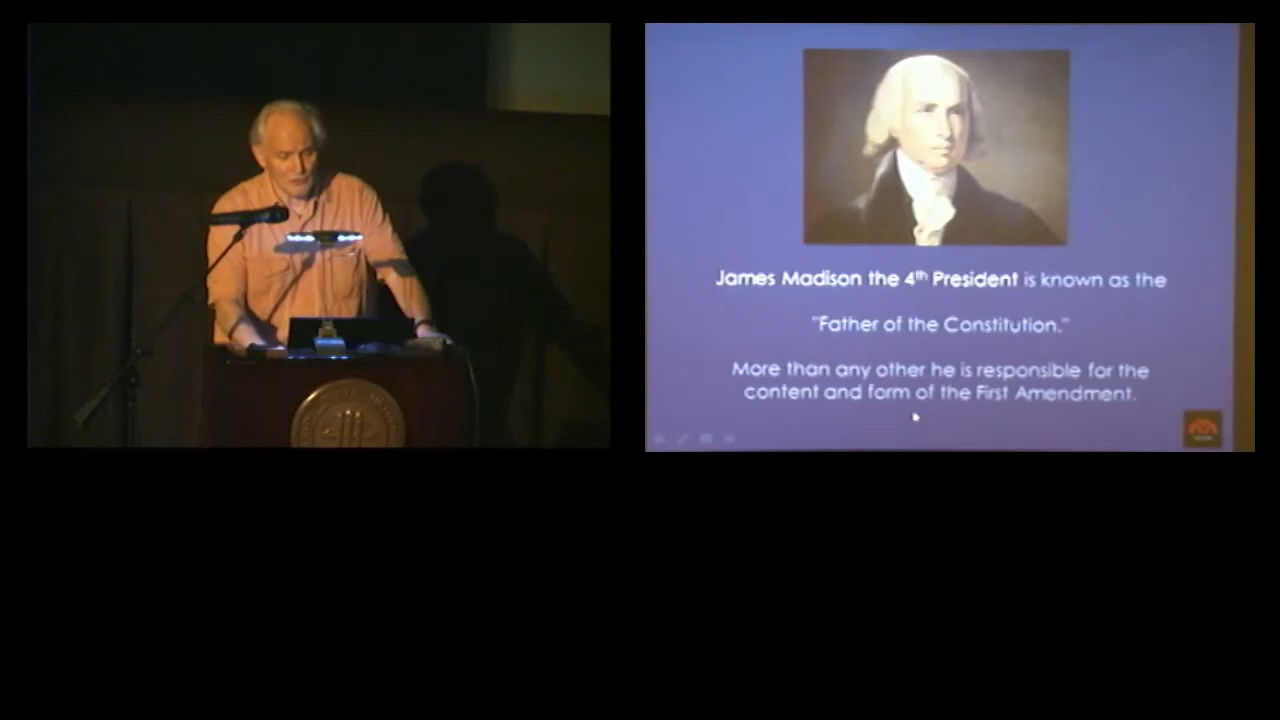 James Madison the 4th President is known as the
"Father of the Constitution."
More than any other he is responsible for the
content and form of the First Amendment.